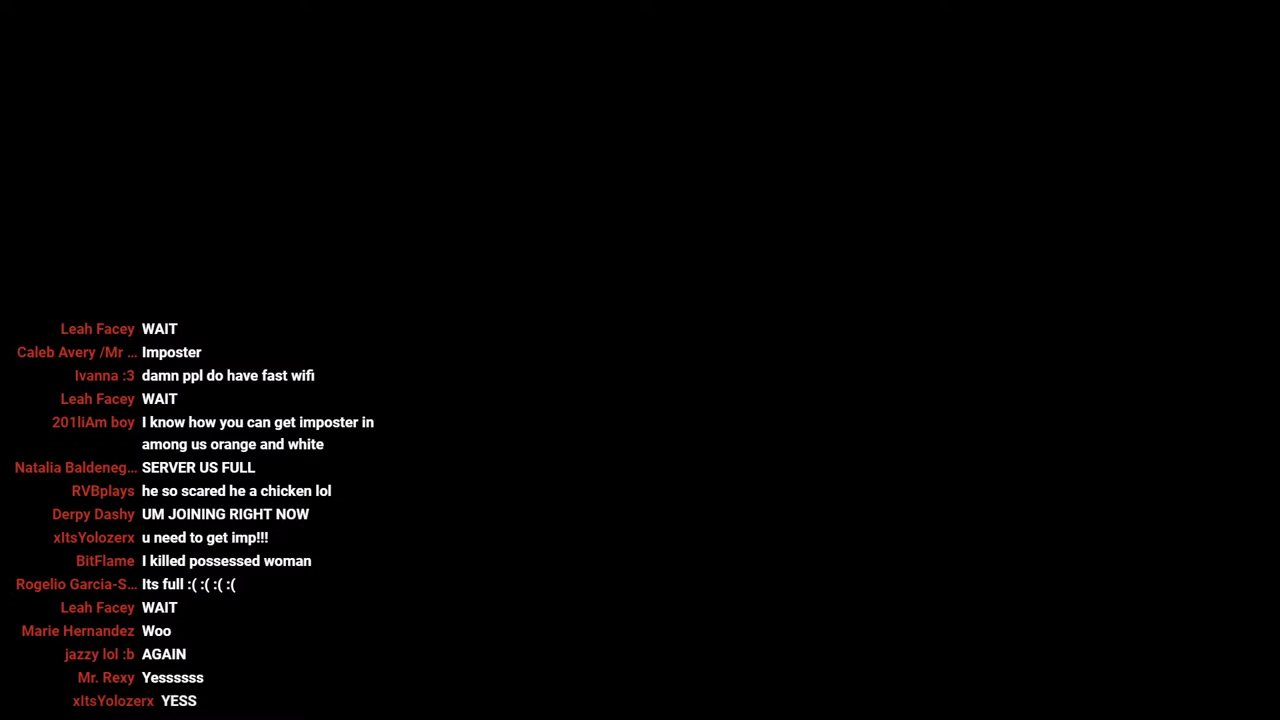 Leah Facey WAIT
Caleb Avery /Mr ... Imposter
Ivanna :3 damn ppl do have fast wifi
Leah Facey WAIT
201liAm boy I know how you can get imposter in
among us orange and white
Natalia Baldeneg... SERVER US FULL
RVBplays he so scared he a chicken lol
Derpy Dashy UM JOINING RIGHT NOW
xItsYolozerx u need to get imp!!!
BitFlame I killed possessed woman
Rogelio Garcia-S... Its full :( :( :( :(
Leah Facey WAIT
Marie Hernandez Woo
jazzy lol :b AGAIN
Mr. Rexy Yessssss
xItsYolozerx YESS